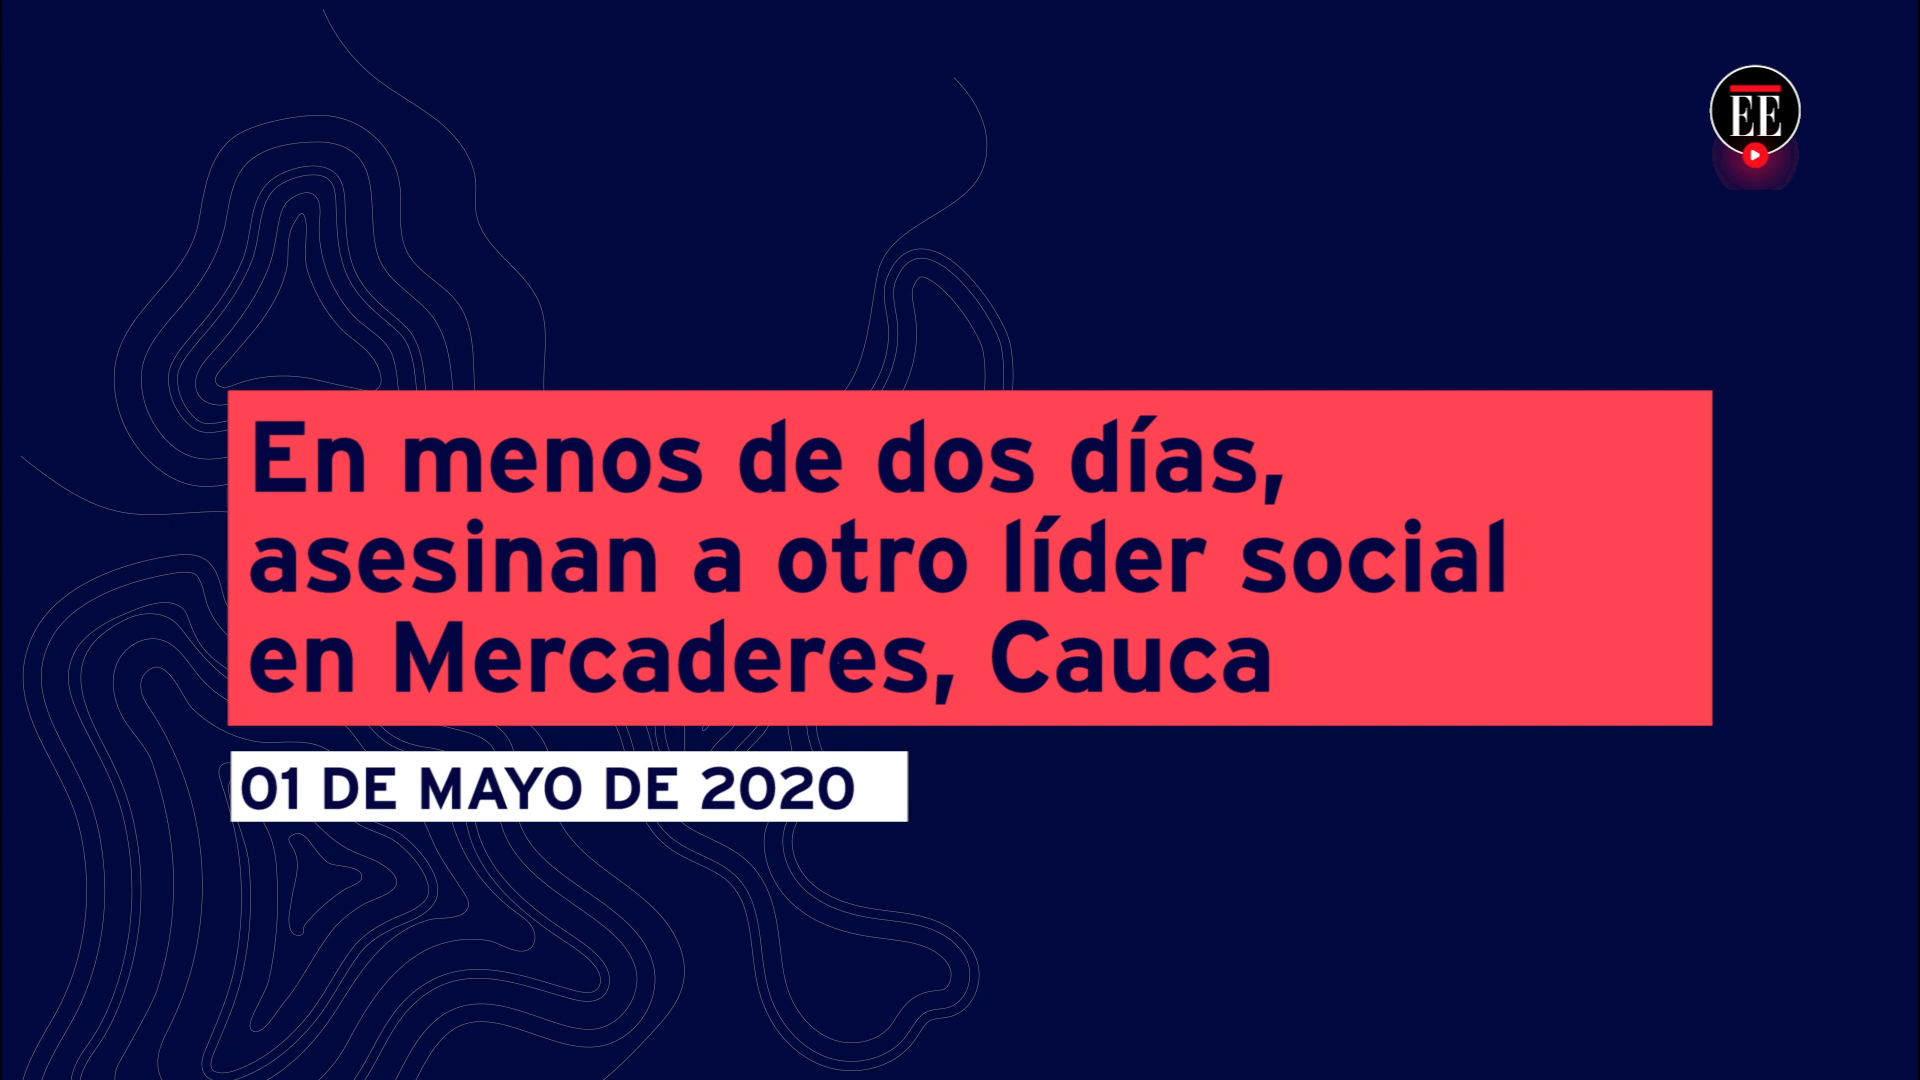 EE
En menos de dos días,
asesinan a otro líder social
en Mercaderes, Cauca
01 DE MAYO DE 2020